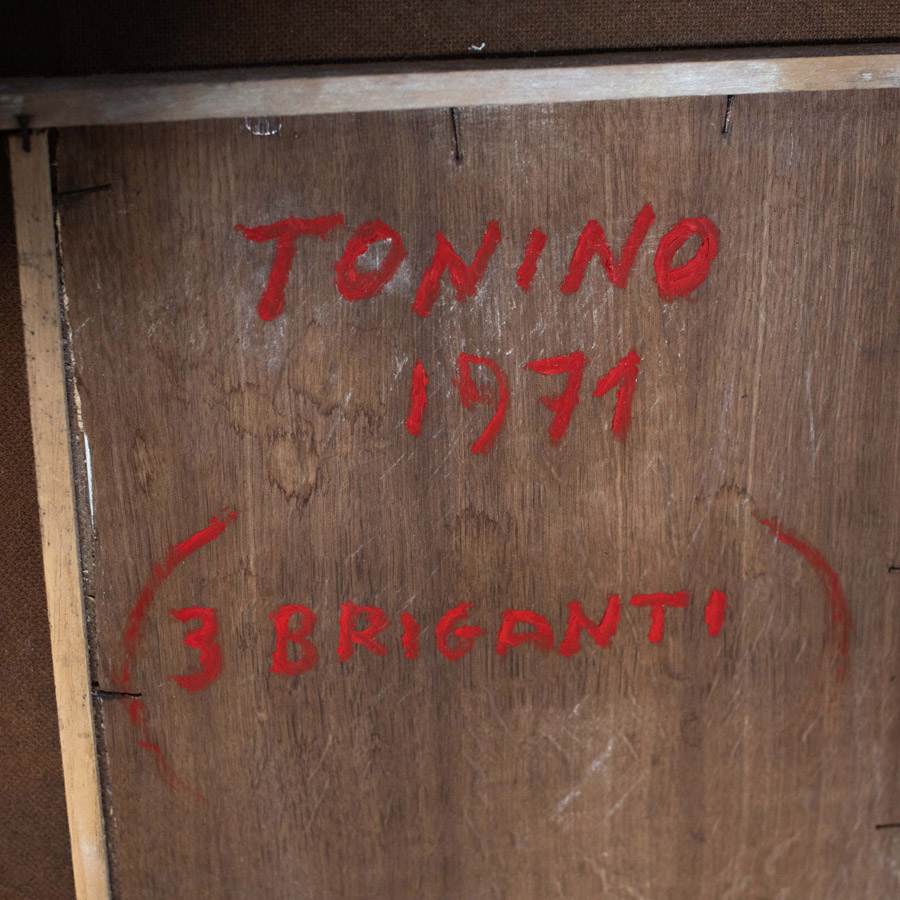 TONINO
1971
(3 BRIGANTI)